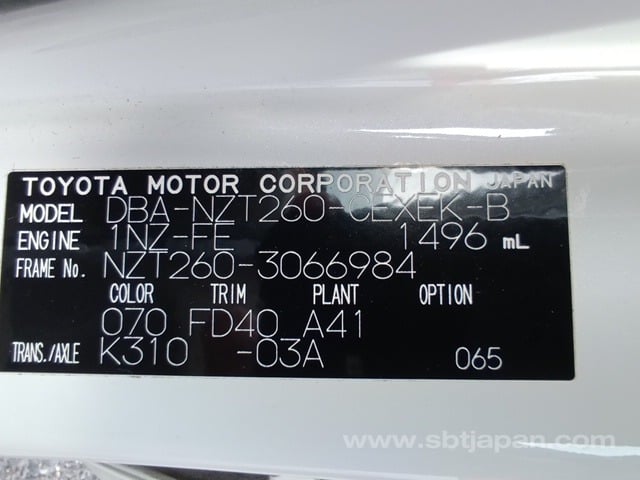 TOYOTA MOTOR CORPORATION JAPAN
MODEL DBA-NZT260-CEXEK-B
ENGINE 1NZ-FE 1496 mL
FRAME No. NZT260-3066984
COLOR TRIM PLANT OPTION
070 FD40 A41
TRANS./AXLE K310 -03A 065
www.sbtjapan.com